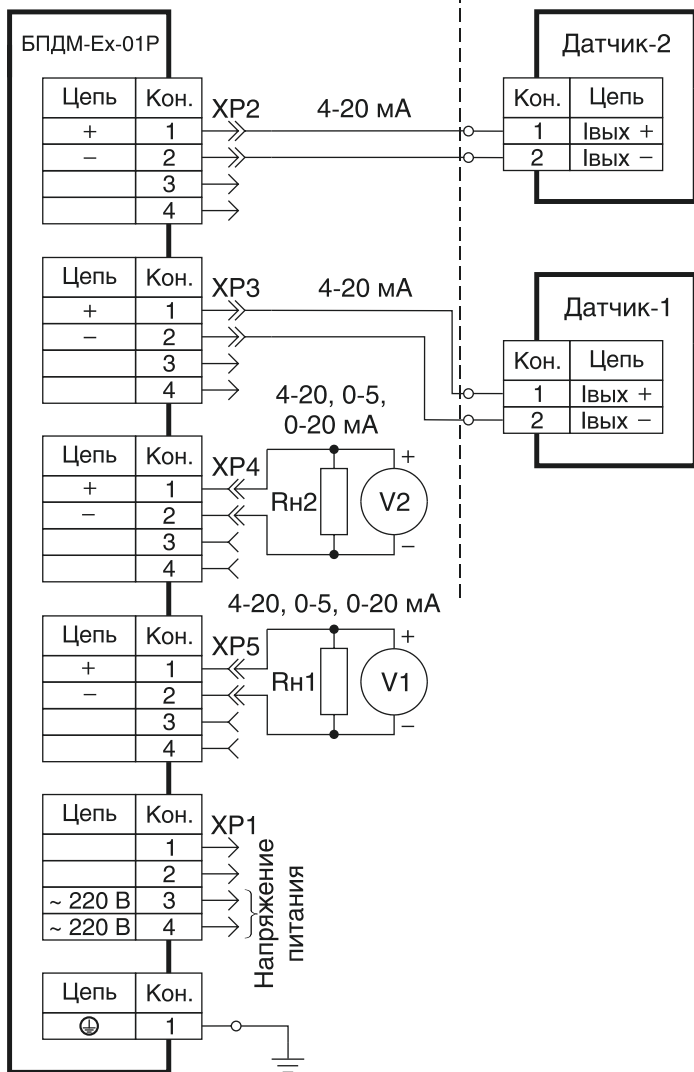 БПДМ-Ex-01Р
Цепь Кон. XP2
+ 1
− 2
3
4
4-20 мА
Датчик-2
Кон. Цепь
1 Iвых +
2 Iвых −
Цепь Кон. XP3
+ 1
− 2
3
4
4-20 мА
Датчик-1
Кон. Цепь
1 Iвых +
2 Iвых −
4-20, 0-5,
0-20 мА
Цепь Кон. XP4
+ 1
− 2
3
4
Rн2
+
V2
−
4-20, 0-5, 0-20 мА
Цепь Кон. XP5
+ 1
− 2
3
4
Rн1
+
V1
−
Цепь Кон. XP1
1
2
~ 220 В 3
~ 220 В 4
Напряжение
питания
Цепь Кон.
1